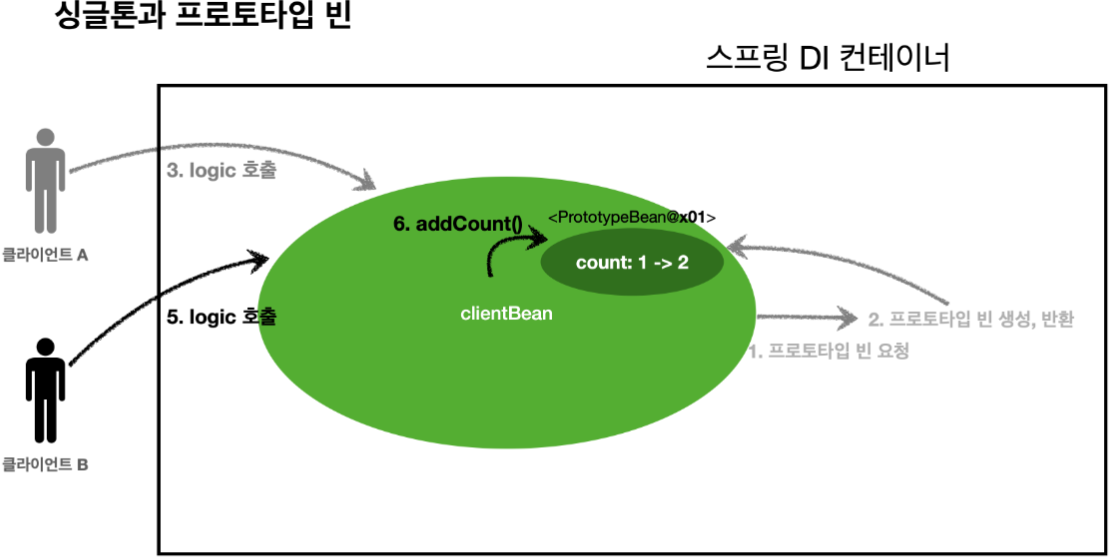 싱글톤과 프로토타입 빈
스프링 DI 컨테이너
3. logic 호출
클라이언트 A
6. addCount()
<PrototypeBean@x01>
count: 1 -> 2
clientBean
5. logic 호출
2. 프로토타입 빈 생성, 반환
1. 프로토타입 빈 요청
클라이언트 B